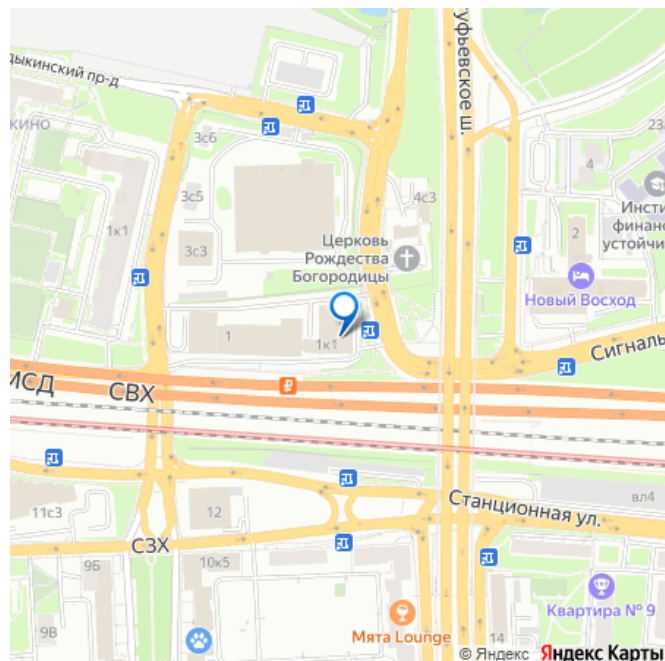 дыкинский пр-д
уфьевское ш.
КИНО
3с6
23
3с5
4с3
4
Инсти
финанс
устойчи
1к1
3с3
Церковь
Рождества
Богородицы
2
Новый Восход
1
1к1
Сигналь
МСД
СВХ
₽
11с3
12
Станционная ул.
вл4
СЗХ
10к5
9Б
9В
Мята Lounge
14
Квартира № 9
© Яндекс Яндекс Карты